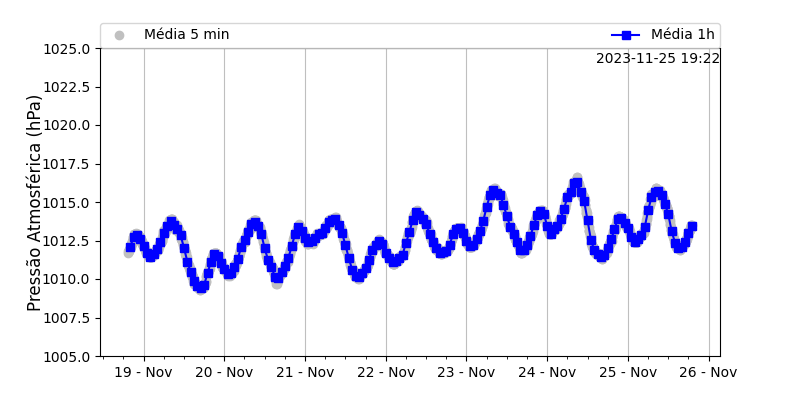 Média 5 min
Média 1h
2023-11-25 19:22
Pressão Atmosférica (hPa)
1025.0
1022.5
1020.0
1017.5
1015.0
1012.5
1010.0
1007.5
1005.0
19 - Nov
20 - Nov
21 - Nov
22 - Nov
23 - Nov
24 - Nov
25 - Nov
26 - Nov